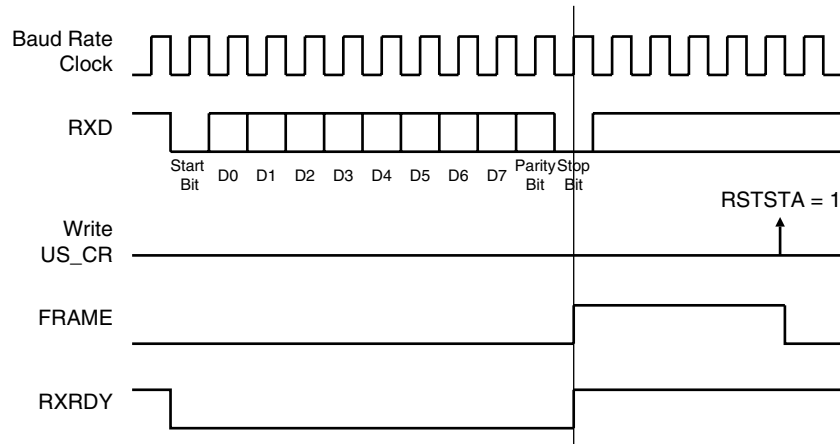 Baud Rate
Clock
RXD
Start
Bit
D0
D1
D2
D3
D4
D5
D6
D7
Parity
Bit
Stop
Bit
RSTSTA = 1
Write
US_CR
FRAME
RXRDY